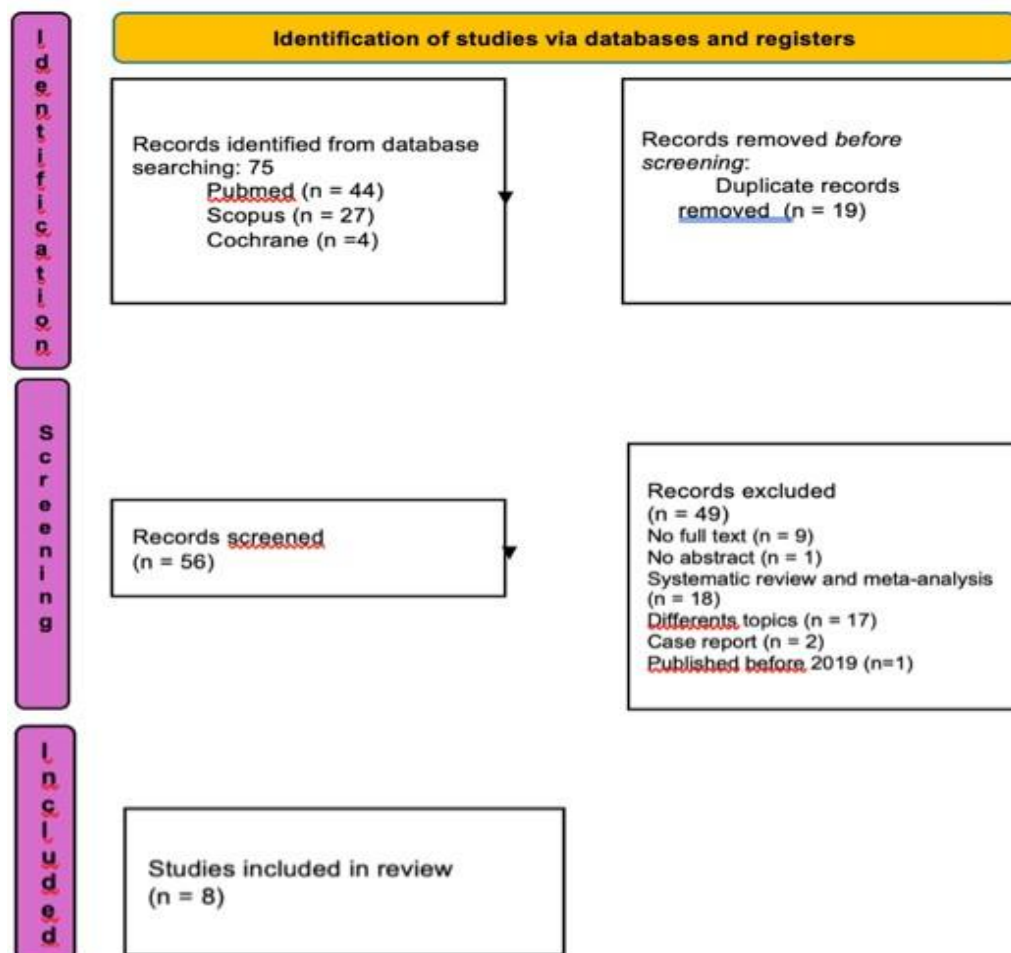 Identification of studies via databases and registers
Identification
Records identified from database
searching: 75
Pubmed (n = 44)
Scopus (n = 27)
Cochrane (n =4)
Records removed before
screening:
Duplicate records
removed (n = 19)
Screening
Records screened
(n = 56)
Records excluded
(n = 49)
No full text (n = 9)
No abstract (n = 1)
Systematic review and meta-analysis
(n = 18)
Differents topics (n = 17)
Case report (n = 2)
Published before 2019 (n=1)
Included
Studies included in review
(n = 8)